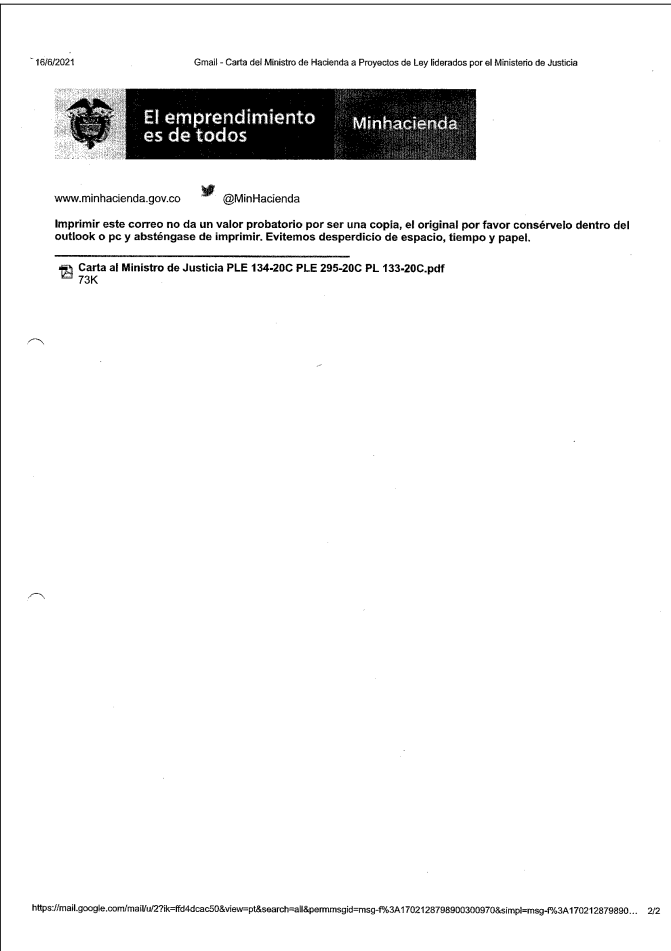 16/6/2021
Gmail - Carta del Ministro de Hacienda a Proyectos de Ley liderados por el Ministerio de Justicia
El emprendimiento
es de todos
Minhacienda
www.minhacienda.gov.co
@MinHacienda
Imprimir este correo no da un valor probatorio por ser una copia, el original por favor consérvelo dentro del
outlook o pc y absténgase de imprimir. Evitemos desperdicio de espacio, tiempo y papel.
Carta al Ministro de Justicia PLE 134-20C PLE 295-20C PL 133-20C.pdf
73K
https://mail.google.com/mail/u/2?ik=ffd4dcac50&view=pt&search=all&permmsgid=msg-f%3A1702128798900300970&simpl=msg-f%3A170212879890... 2/2